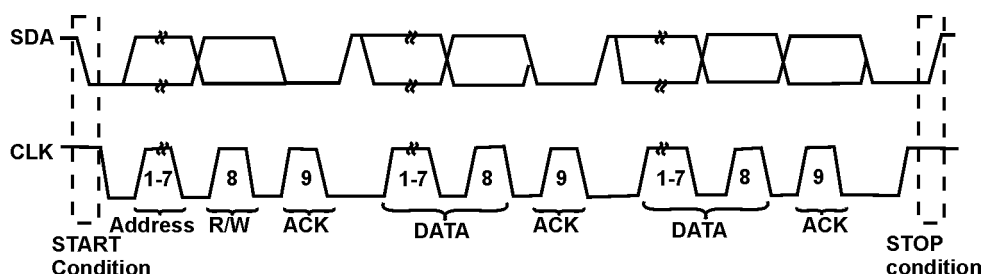 SDA
CLK
1-7 8 9 1-7 8 9 1-7 8 9
Address R/W ACK DATA ACK DATA ACK
START
Condition
STOP
condition